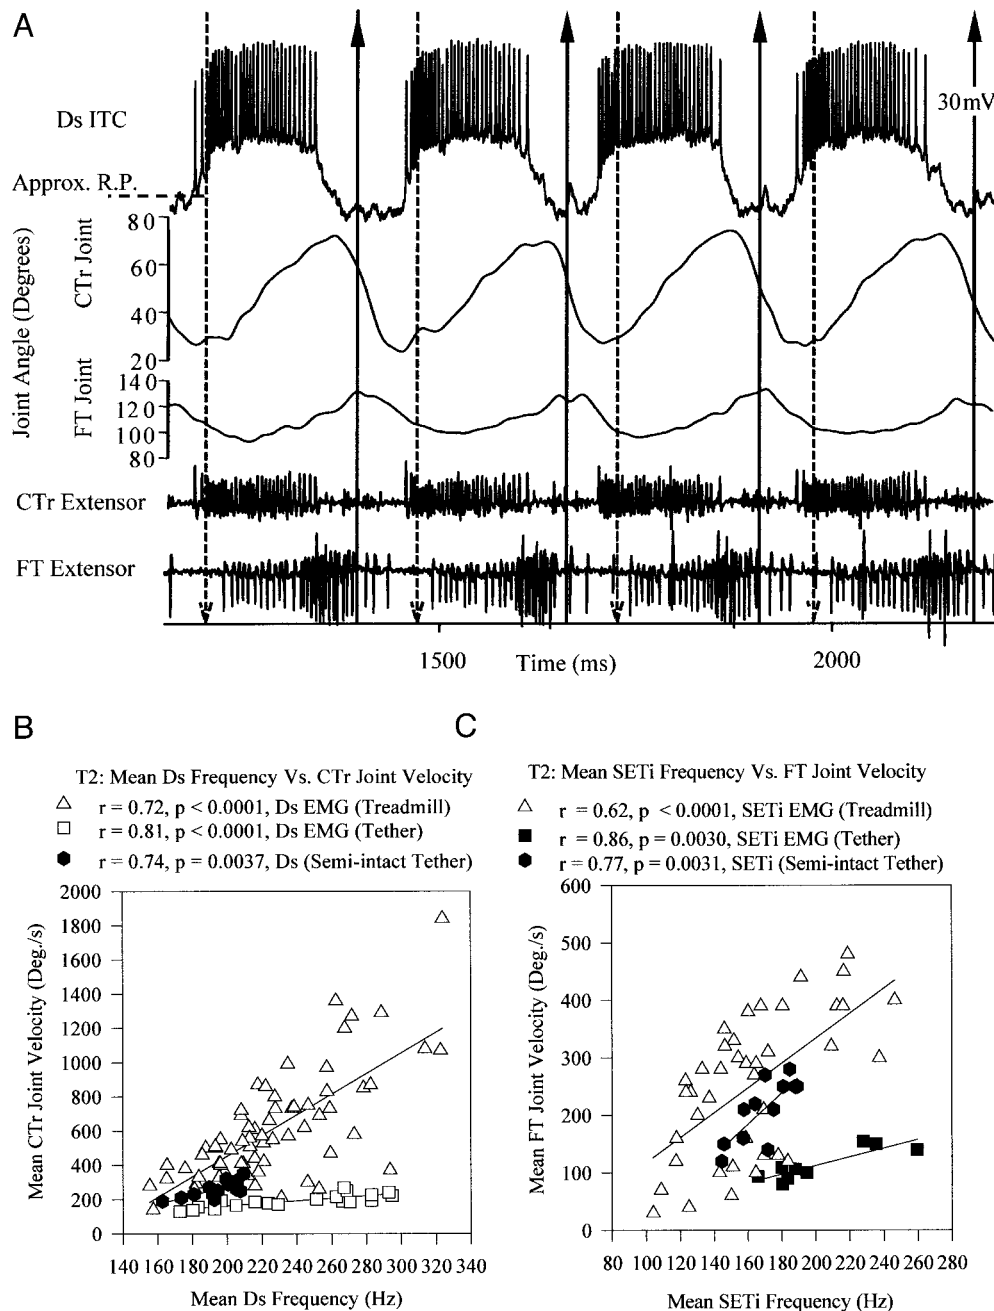 A
Ds ITC
30mV
Approx. R.P.
Joint Angle (Degrees)
CTr Joint
80
60
40
20
FT Joint
140
120
100
80
CTr Extensor
FT Extensor
1500
Time (ms)
2000
B
T2: Mean Ds Frequency Vs. CTr Joint Velocity
r = 0.72, p < 0.0001, Ds EMG (Treadmill)
r = 0.81, p < 0.0001, Ds EMG (Tether)
r = 0.74, p = 0.0037, Ds (Semi-intact Tether)
Mean CTr Joint Velocity (Deg./s)
2000
1800
1600
1400
1200
1000
800
600
400
200
0
140 160 180 200 220 240 260 280 300 320 340
Mean Ds Frequency (Hz)
C
T2: Mean SETi Frequency Vs. FT Joint Velocity
r = 0.62, p < 0.0001, SETi EMG (Treadmill)
r = 0.86, p = 0.0030, SETi EMG (Tether)
r = 0.77, p = 0.0031, SETi (Semi-intact Tether)
Mean FT Joint Velocity (Deg./s)
600
500
400
300
200
100
0
80 100 120 140 160 180 200 220 240 260 280
Mean SETi Frequency (Hz)